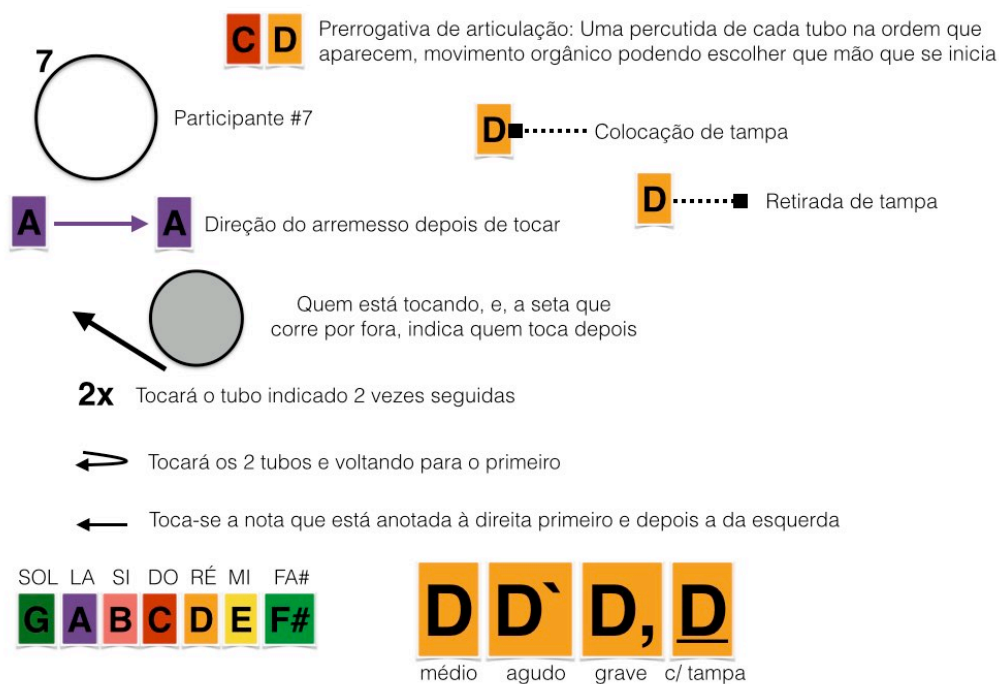 C D Prerrogativa de articulação: Uma percutida de cada tubo na ordem que
aparecem, movimento orgânico podendo escolher que mão que se inicia
7
Participante #7
D Colocação de tampa
D Retirada de tampa
A A Direção do arremesso depois de tocar
Quem está tocando, e, a seta que
corre por fora, indica quem toca depois
2x Tocará o tubo indicado 2 vezes seguidas
Tocará os 2 tubos e voltando para o primeiro
Toca-se a nota que está anotada à direita primeiro e depois a da esquerda
SOL LA SI DO RÉ MI FA#
G A B C D E F#
D D` D, D
médio agudo grave c/ tampa